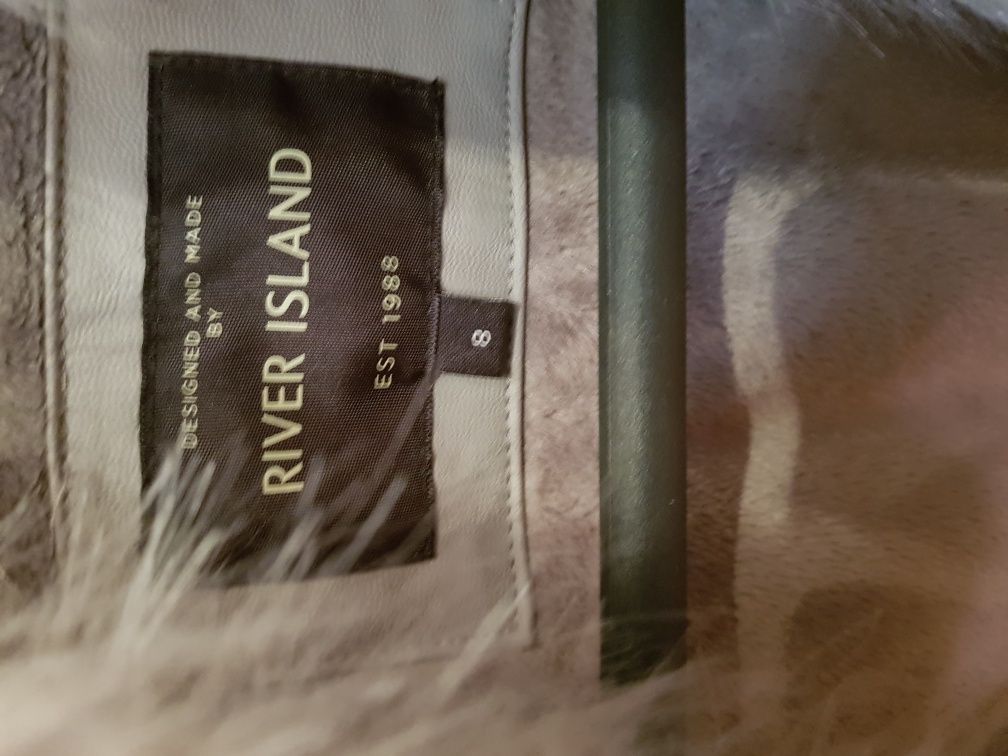 DESIGNED AND MADE
BY
RIVER ISLAND
EST 1988
8